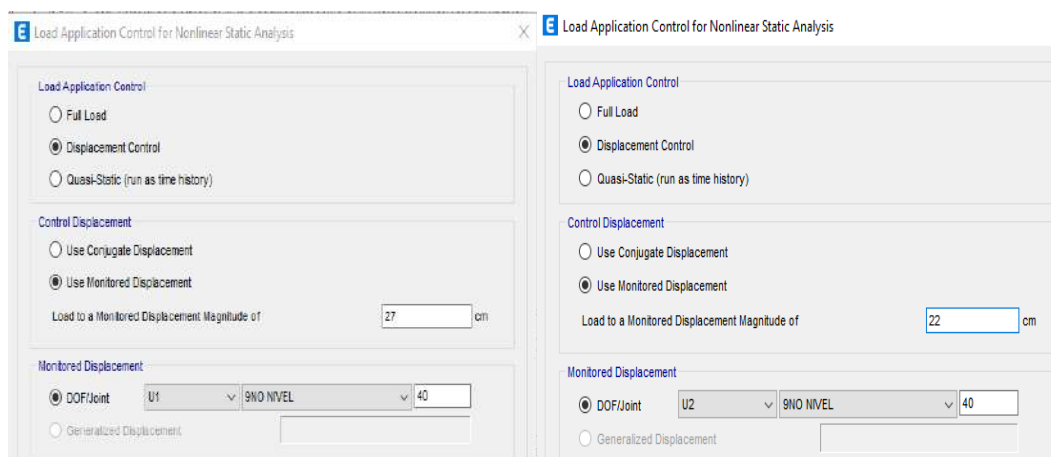 E Load Application Control for Nonlinear Static Analysis
Load Application Control
Full Load
Displacement Control
Quasi-Static (run as time history)
Control Displacement
Use Conjugate Displacement
Use Monitored Displacement
Load to a Monitored Displacement Magnitude of 27 cm
Monitored Displacement
DOF/Joint U1 9NO NIVEL 40
Generalized Displacement
E Load Application Control for Nonlinear Static Analysis
Load Application Control
Full Load
Displacement Control
Quasi-Static (run as time history)
Control Displacement
Use Conjugate Displacement
Use Monitored Displacement
Load to a Monitored Displacement Magnitude of 22 cm
Monitored Displacement
DOF/Joint U2 9NO NIVEL 40
Generalized Displacement